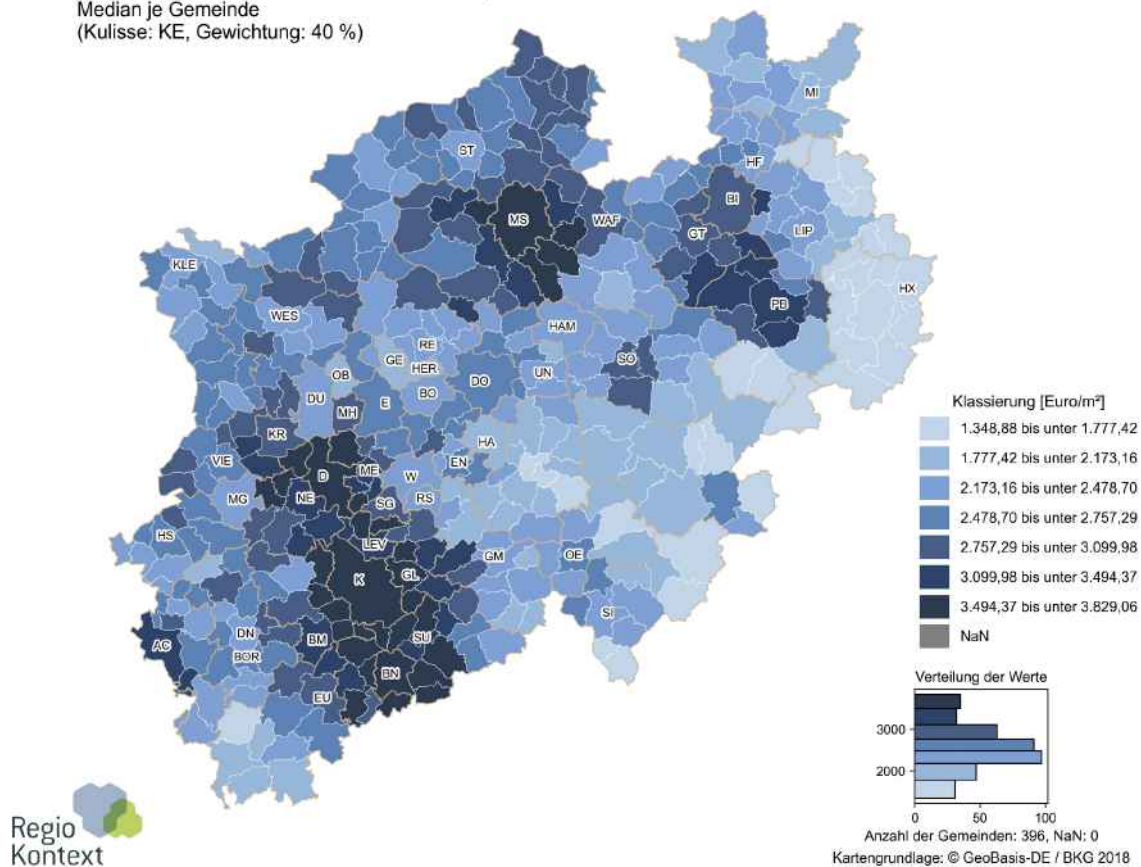 Median je Gemeinde
(Kulisse: KE, Gewichtung: 40 %)
MI
ST
HF
BI
MS
WAF
GT
LIP
KLE
HX
PB
WES
HAM
RE
GE
SO
HER
OB
UN
DO
DU
E
BO
MH
KR
HA
VIE
EN
D
ME
W
MG
NE
SG
RS
HS
LEV
GM
OE
K
GL
SI
DN
BM
SU
AC
BOR
BN
EU
Klassierung [Euro/m²]
1.348,88 bis unter 1.777,42
1.777,42 bis unter 2.173,16
2.173,16 bis unter 2.478,70
2.478,70 bis unter 2.757,29
2.757,29 bis unter 3.099,98
3.099,98 bis unter 3.494,37
3.494,37 bis unter 3.829,06
NaN
Verteilung der Werte
3000
2000
0 50 100
Anzahl der Gemeinden: 396, NaN: 0
Kartengrundlage: © GeoBasis-DE / BKG 2018
Regio
Kontext